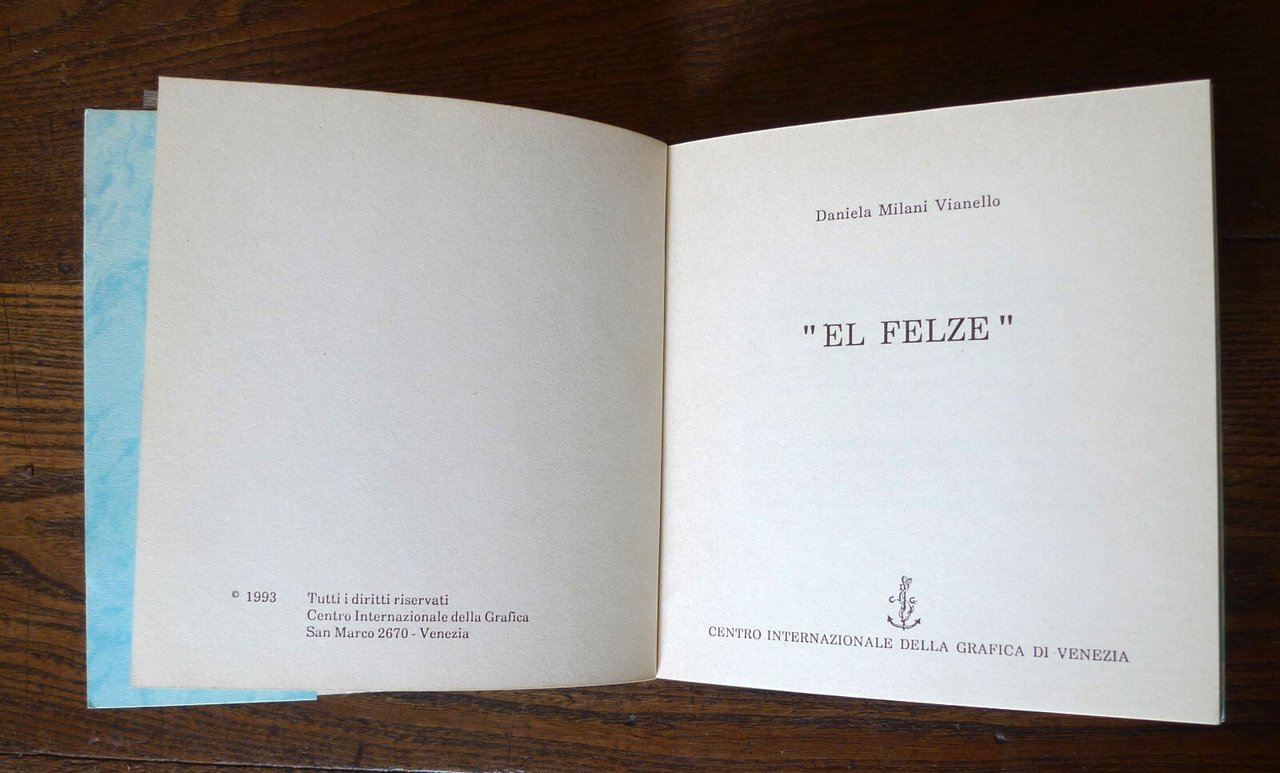 © 1993 Tutti i diritti riservati
Centro Internazionale della Grafica
San Marco 2670 - Venezia
Daniela Milani Vianello
"EL FELZE"
C G
CENTRO INTERNAZIONALE DELLA GRAFICA DI VENEZIA